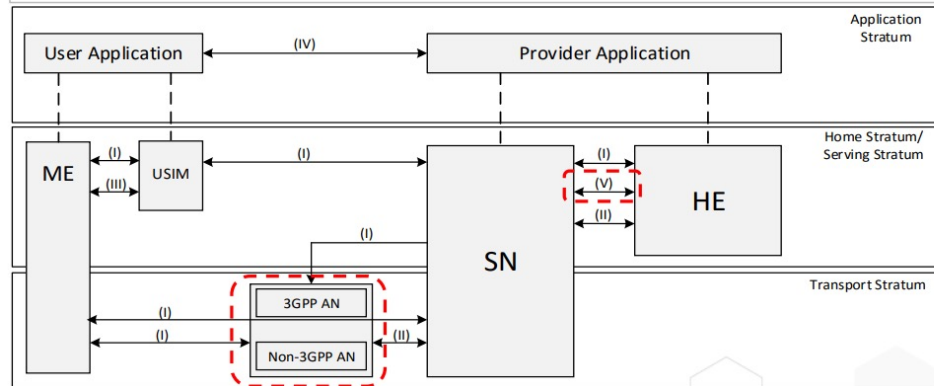 Application
Stratum
User Application
(IV)
Provider Application
Home Stratum/
Serving Stratum
ME
(I)
USIM
(I)
(I)
(III)
(V)
HE
(II)
(I)
SN
Transport Stratum
3GPP AN
(I)
(I)
(II)
Non-3GPP AN